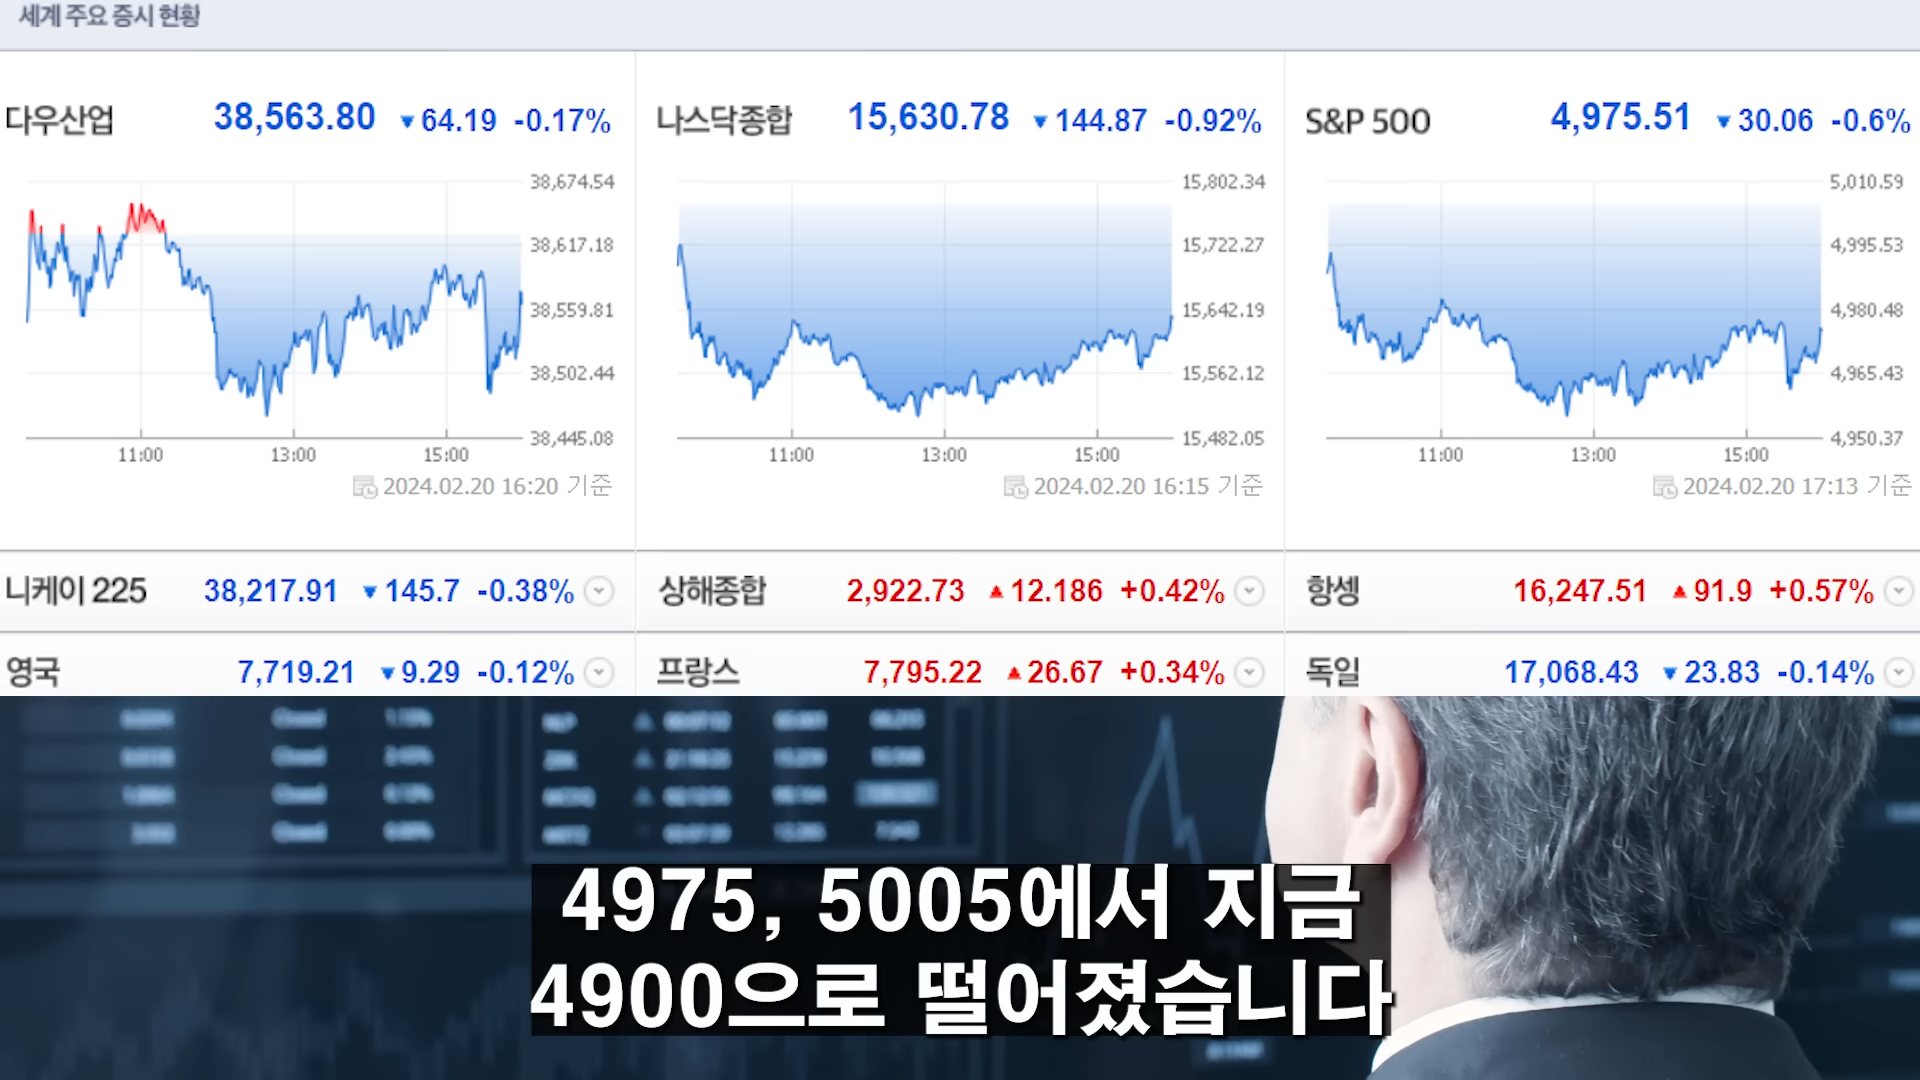 세계 주요 증시 현황
다우산업 38,563.80 ▼64.19 -0.17%
38,674.54
38,617.18
38,559.81
38,502.44
38,445.08
11:00 13:00 15:00
2024.02.20 16:20 기준
나스닥종합 15,630.78 ▼144.87 -0.92%
15,802.34
15,722.27
15,642.19
15,562.12
15,482.05
11:00 13:00 15:00
2024.02.20 16:15 기준
S&P 500 4,975.51 ▼30.06 -0.6%
5,010.59
4,995.53
4,980.48
4,965.43
4,950.37
11:00 13:00 15:00
2024.02.20 17:13 기준
니케이 225 38,217.91 ▼145.7 -0.38%
상해종합 2,922.73 ▲12.186 +0.42%
항셍 16,247.51 ▲91.9 +0.57%
영국 7,719.21 ▼9.29 -0.12%
프랑스 7,795.22 ▲26.67 +0.34%
독일 17,068.43 ▼23.83 -0.14%
4975, 5005에서 지금
4900으로 떨어졌습니다